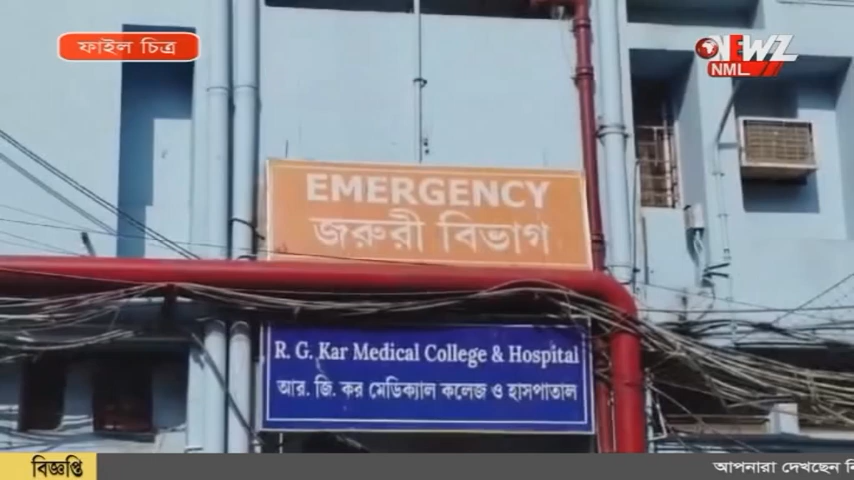 ফাইল চিত্র
NEWZ
NML
EMERGENCY
জরুরী বিভাগ
R. G. Kar Medical College & Hospital
আর. জি. কর মেডিক্যাল কলেজ ও হাসপাতাল
বিজ্ঞপ্তি
আপনারা দেখছেন